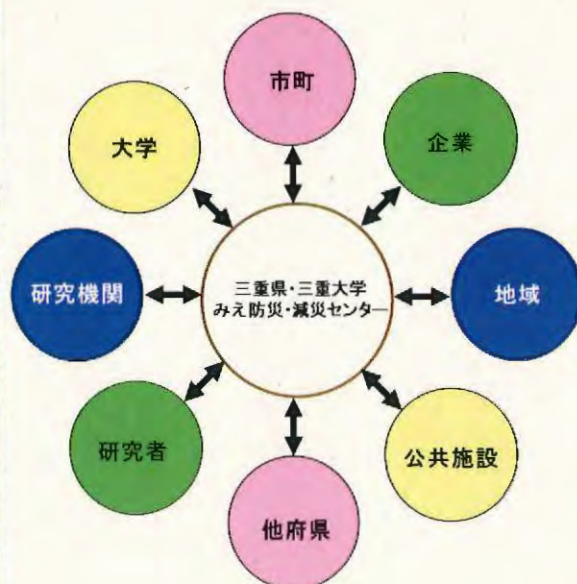 市町
企業
大学
三重県・三重大学
みえ防災・減災センター
研究機関
地域
研究者
公共施設
他府県